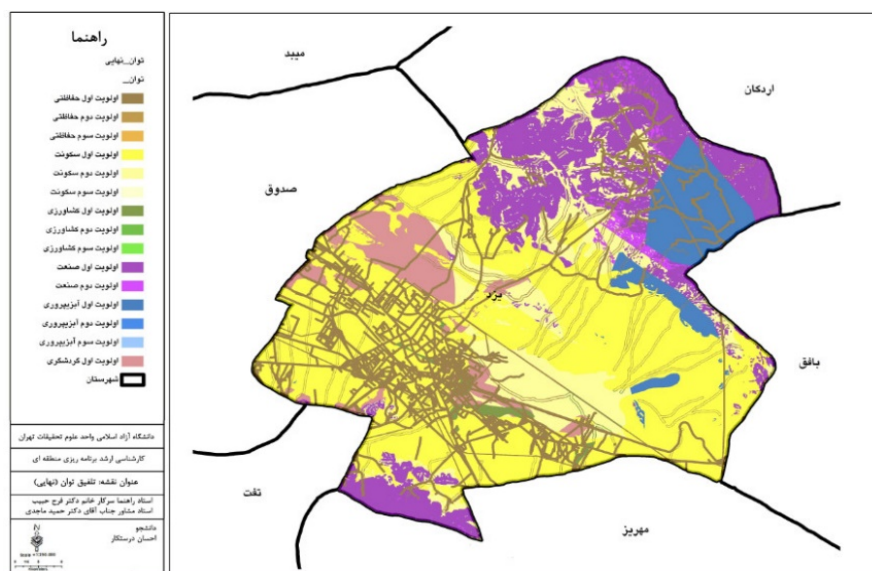 راهنما
توان_نهایی
توان_
اولویت اول حفاظتی
اولویت دوم حفاظتی
اولویت سوم حفاظتی
اولویت اول سکونت
اولویت دوم سکونت
اولویت سوم سکونت
اولویت اول کشاورزی
اولویت دوم کشاورزی
اولویت سوم کشاورزی
اولویت اول صنعت
اولویت دوم صنعت
اولویت اول آبزیپروری
اولویت دوم آبزیپروری
اولویت سوم آبزیپروری
اولویت اول گردشگری
شهرستان
دانشگاه آزاد اسلامی واحد علوم تحقیقات تهران
کارشناسی ارشد برنامه ریزی منطقه ای
عنوان نقشه: تلفیق توان (نهایی)
استاد راهنما سرکار خانم دکتر فرح حبیب
استاد مشاور جناب آقای دکتر حمید ماجدی
دانشجو
احسان درستکار
N
میبد
اردکان
صدوق
یزد
بافق
تفت
مهریز